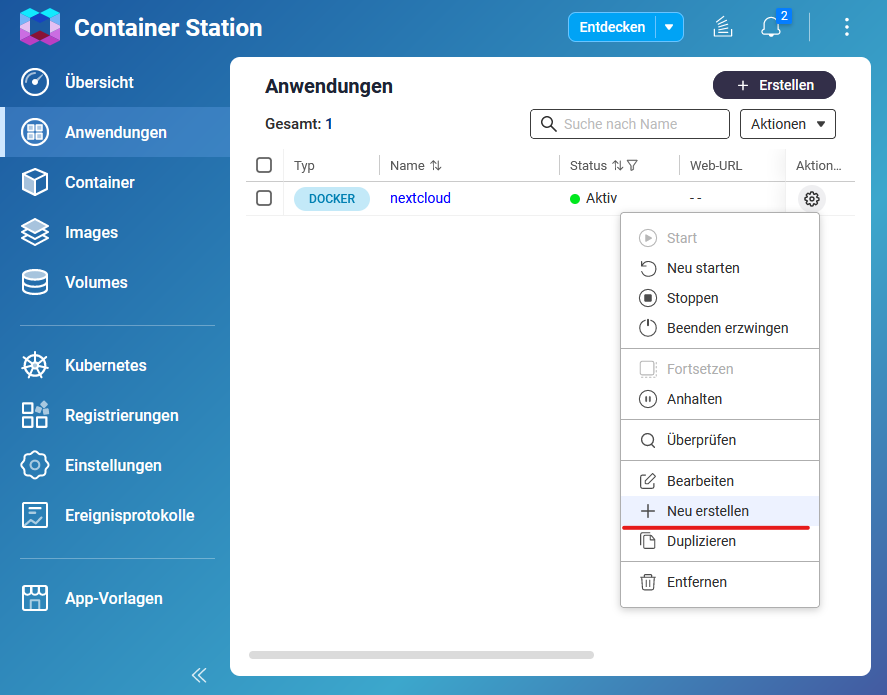 Container Station
Entdecken
2
Übersicht
Anwendungen
Container
Images
Volumes
Kubernetes
Registrierungen
Einstellungen
Ereignisprotokolle
App-Vorlagen
Anwendungen
+ Erstellen
Gesamt: 1
Suche nach Name
Aktionen
Typ Name Status Web-URL Aktion...
DOCKER nextcloud Aktiv - -
Start
Neu starten
Stoppen
Beenden erzwingen
Fortsetzen
Anhalten
Überprüfen
Bearbeiten
Neu erstellen
Duplizieren
Entfernen